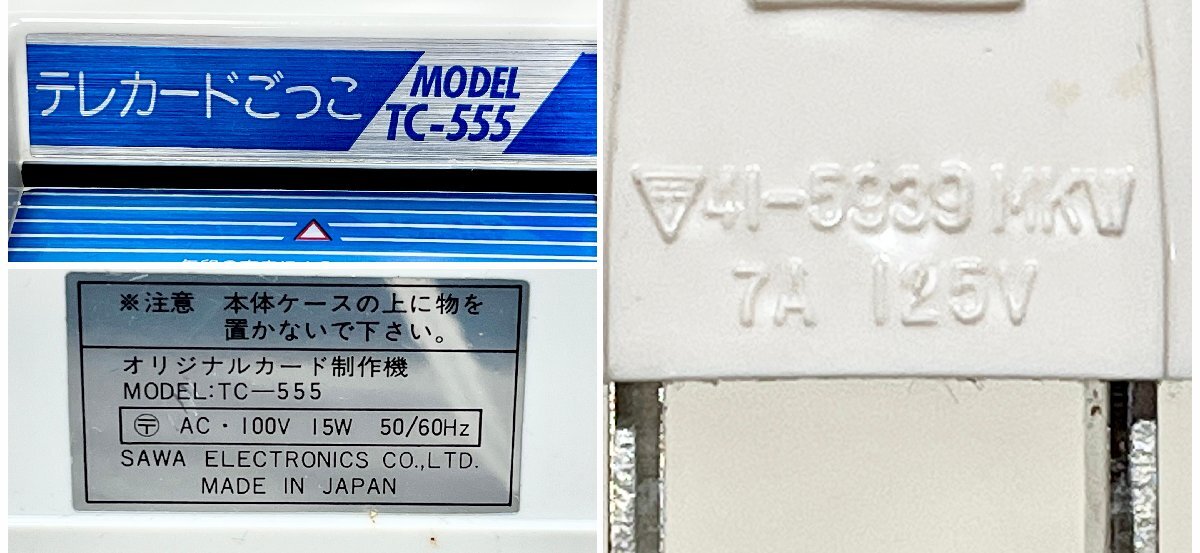 テレカードごっこ
MODEL
TC-555
※注意 本体ケースの上に物を
置かないで下さい。
オリジナルカード制作機
MODEL:TC—555
〶 AC・100V 15W 50/60Hz
SAWA ELECTRONICS CO.,LTD.
MADE IN JAPAN
41-5939 MKW
7A 125V